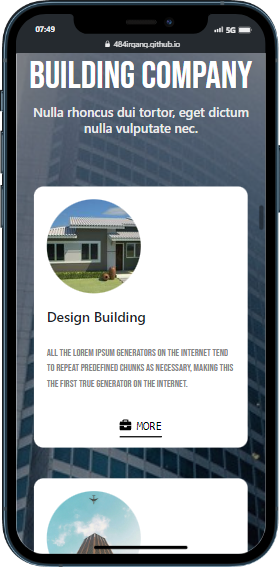 07:49
5G
484irqanq.github.io
BUILDING COMPANY
Nulla rhoncus dui tortor, eget dictum
nulla vulputate nec.
Design Building
ALL THE LOREM IPSUM GENERATORS ON THE INTERNET TEND
TO REPEAT PREDEFINED CHUNKS AS NECESSARY, MAKING THIS
THE FIRST TRUE GENERATOR ON THE INTERNET.
MORE